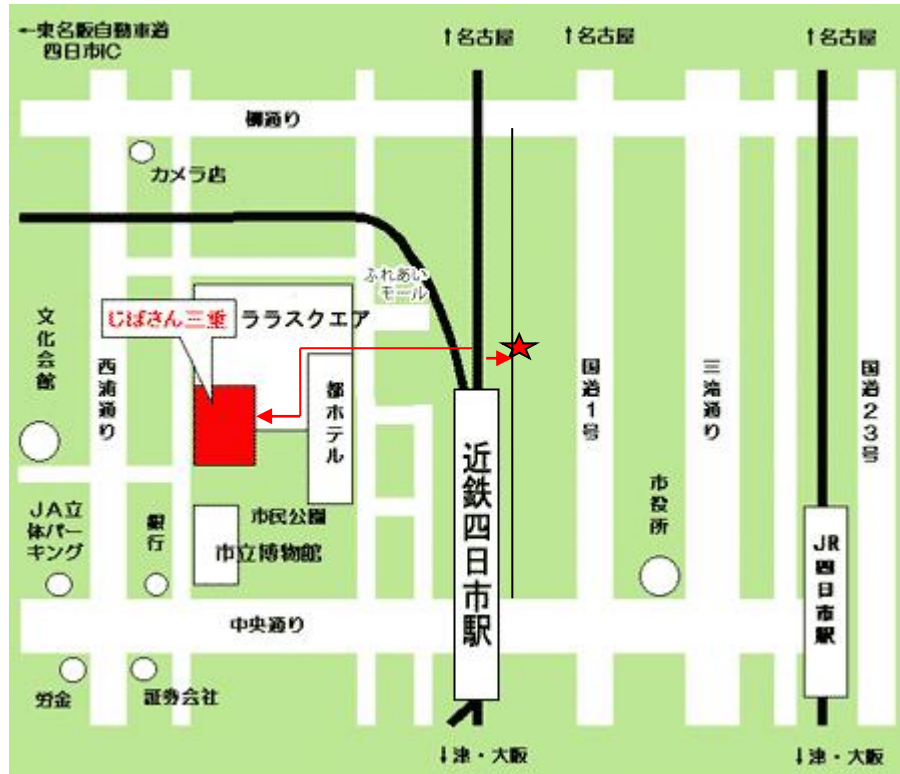 ←東名阪自動車道
四日市IC
↑名古屋
↑名古屋
↑名古屋
柳通り
カメラ店
ふれあい
モール
じばさん三重
ララスクエア
文化会館
西浦通り
都ホテル
国道1号
三滝通り
国道23号
近鉄四日市駅
JA立
体パー
キング
銀行
市民公園
市立博物館
市役所
JR四日市駅
中央通り
労金
証券会社
↓津・大阪
↓津・大阪